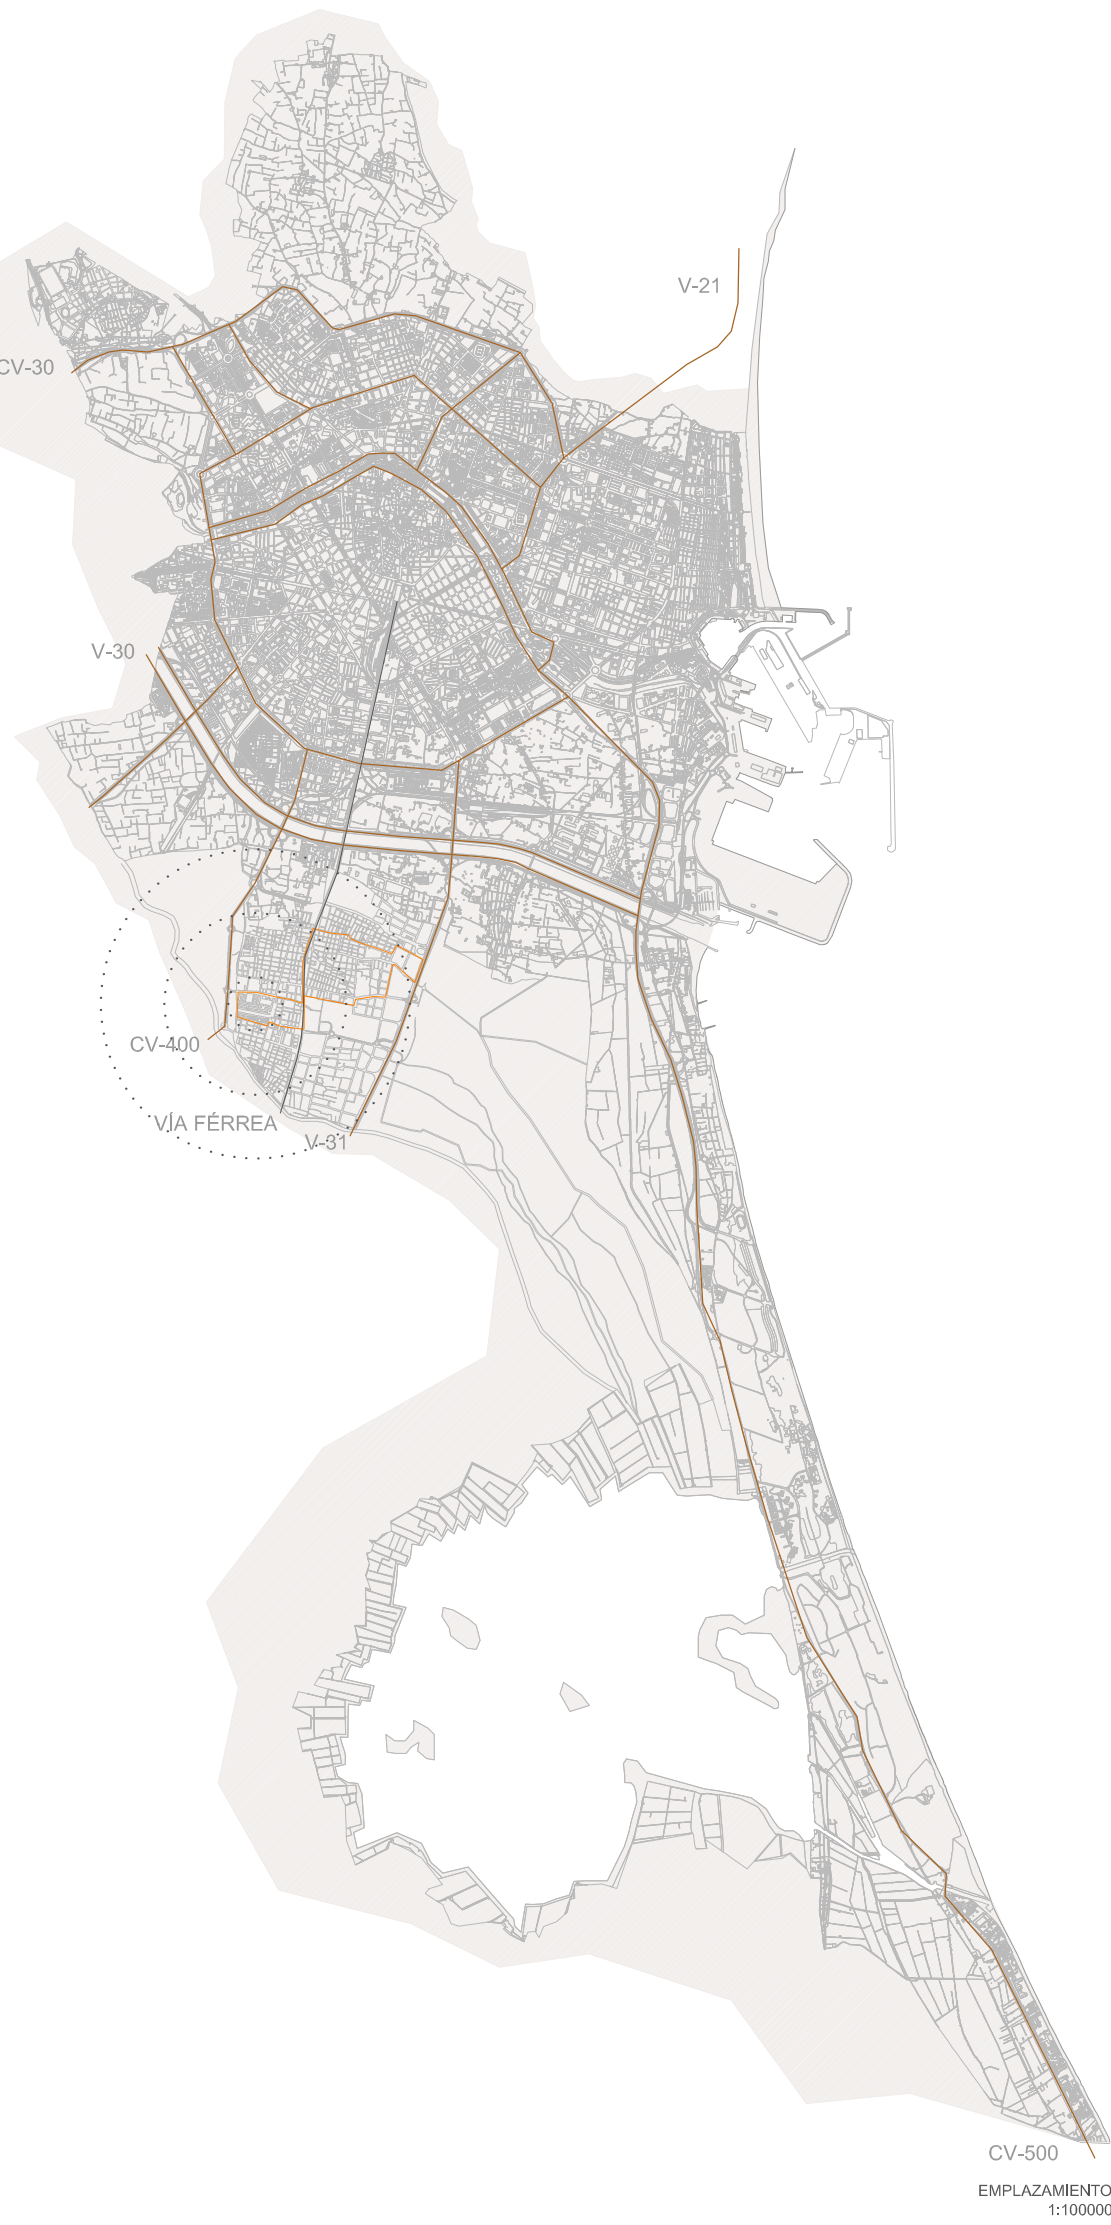 V-21
CV-30
V-30
CV-400
VÍA FÉRREA
V-31
CV-500
EMPLAZAMIENTO
1:100000